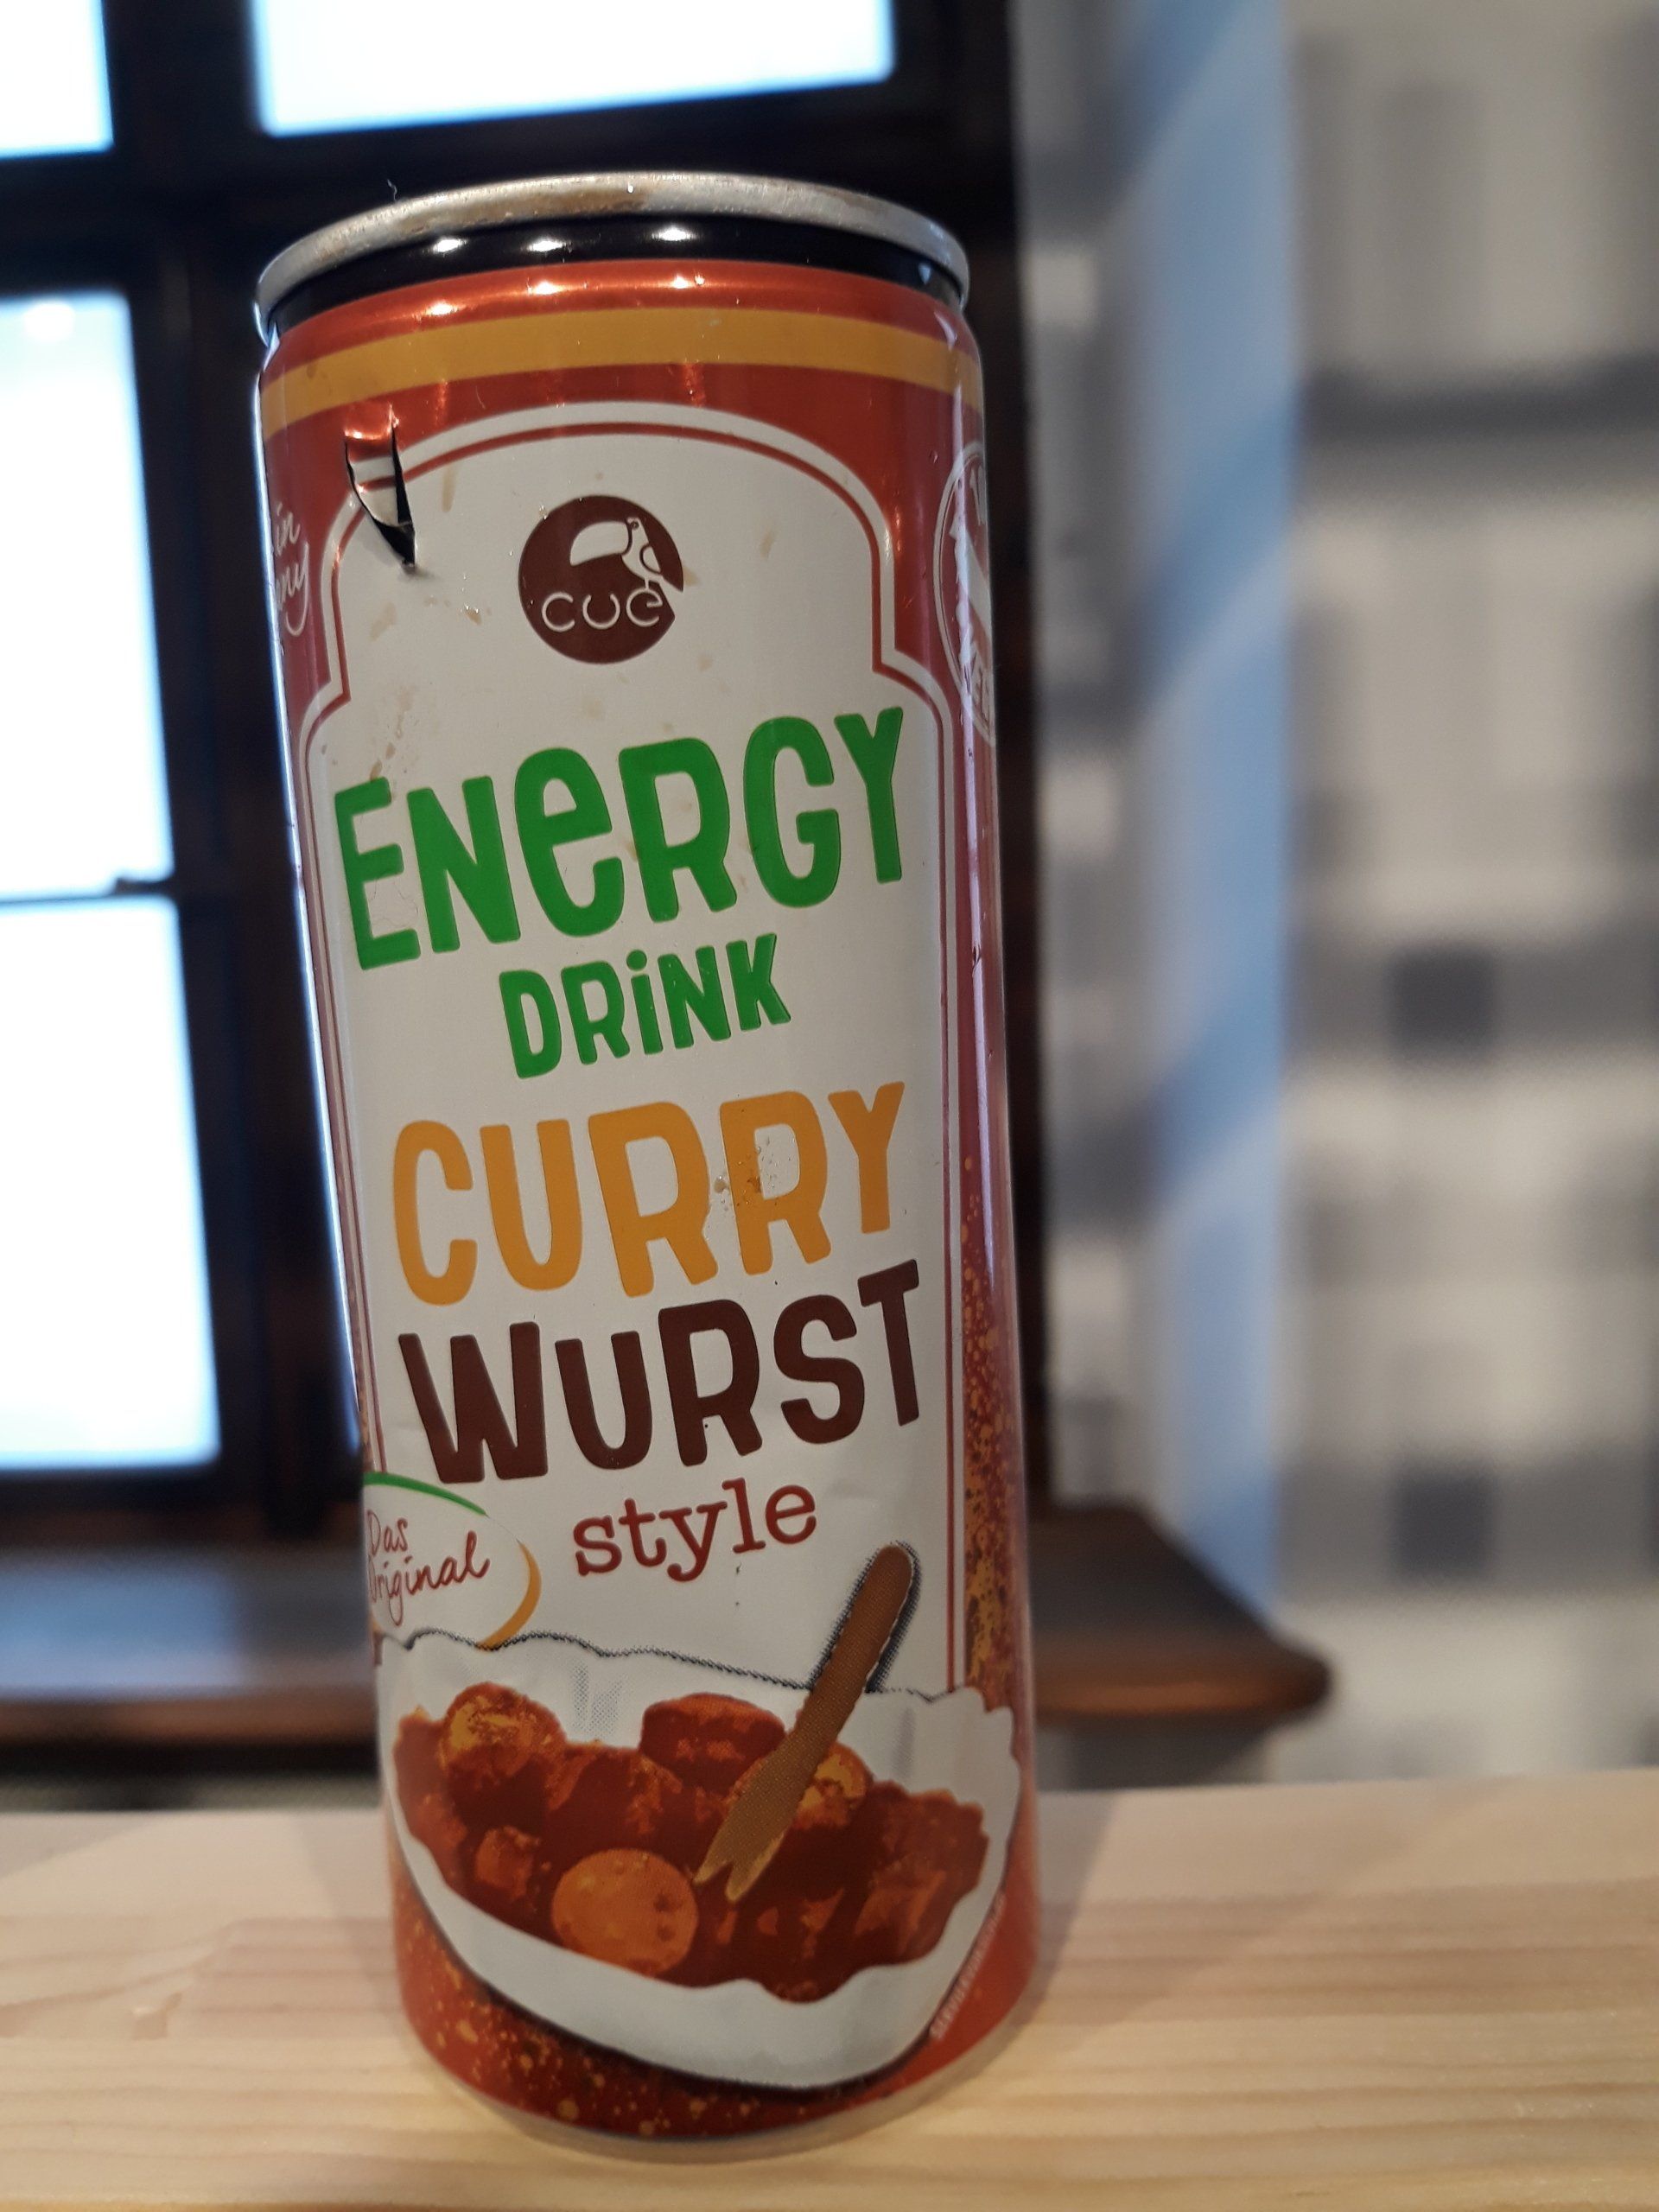 cue
ENeRGY
DRiNK
CURRY
WuRST
style
Das
Original